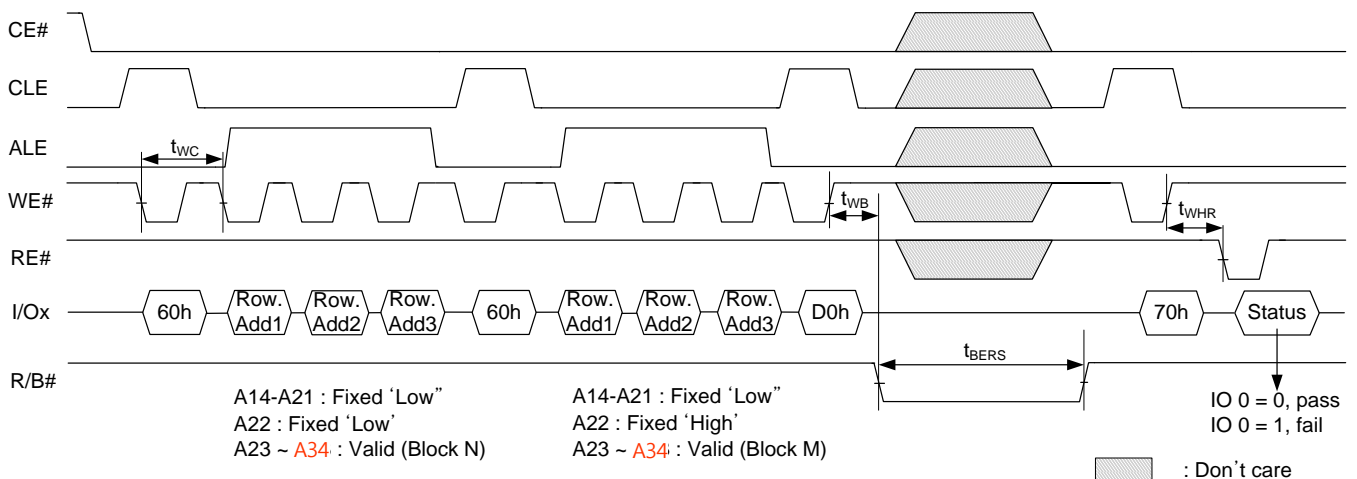 CE#
CLE
ALE
tWC
WE#
tWB
tWHR
RE#
I/Ox
60h
Row. Add1
Row. Add2
Row. Add3
60h
Row. Add1
Row. Add2
Row. Add3
D0h
70h
Status
tBERS
R/B#
A14-A21 : Fixed ‘Low”
A22 : Fixed ‘Low’
A23 ~ A34 : Valid (Block N)
A14-A21 : Fixed ‘Low”
A22 : Fixed ‘High’
A23 ~ A34 : Valid (Block M)
IO 0 = 0, pass
IO 0 = 1, fail
: Don’t care